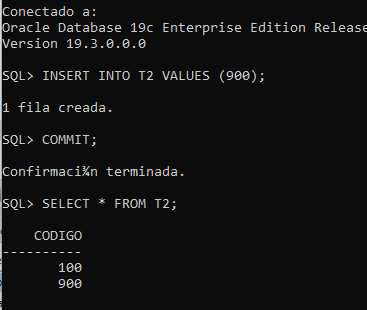 Conectado a:
Oracle Database 19c Enterprise Edition Release
Version 19.3.0.0.0
SQL> INSERT INTO T2 VALUES (900);
1 fila creada.
SQL> COMMIT;
Confirmaci¾n terminada.
SQL> SELECT * FROM T2;
CODIGO
----------
100
900